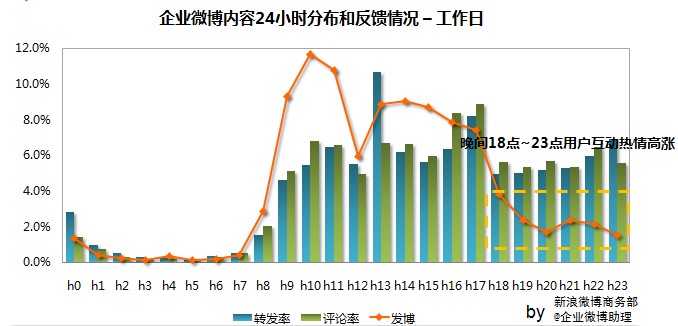 企业微博内容24小时分布和反馈情况 – 工作日
12.0%
10.0%
8.0%
6.0%
4.0%
2.0%
0.0%
晚间18点~23点用户互动热情高涨
h0 h1 h2 h3 h4 h5 h6 h7 h8 h9 h10 h11 h12 h13 h14 h15 h16 h17 h18 h19 h20 h21 h22 h23
转发率 评论率 发博
by 新浪微博商务部
@企业微博助理